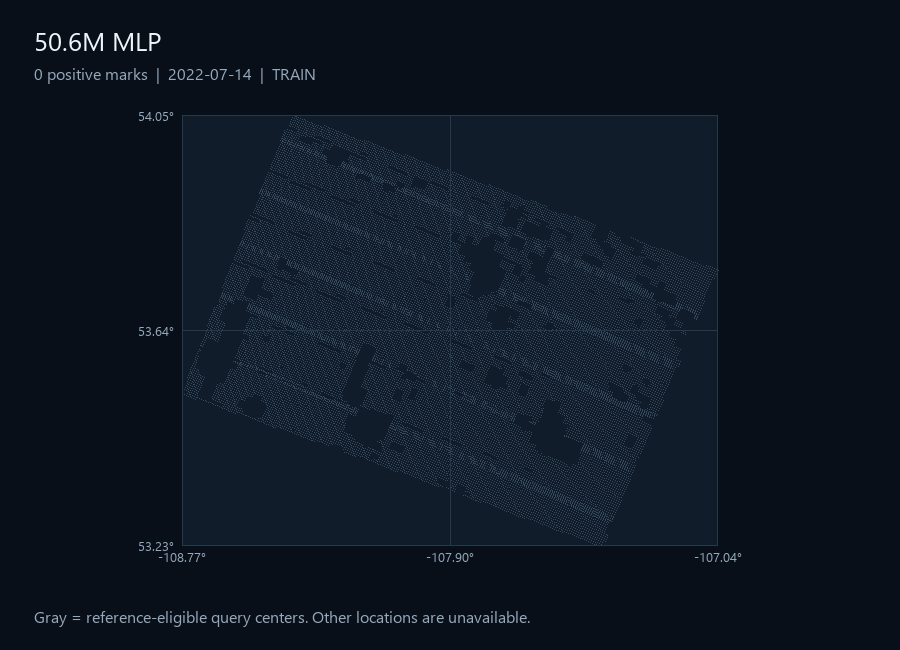 50.6M MLP
0 positive marks | 2022-07-14 | TRAIN
54.05°
53.64°
53.23°
-108.77°
-107.90°
-107.04°
Gray = reference-eligible query centers. Other locations are unavailable.